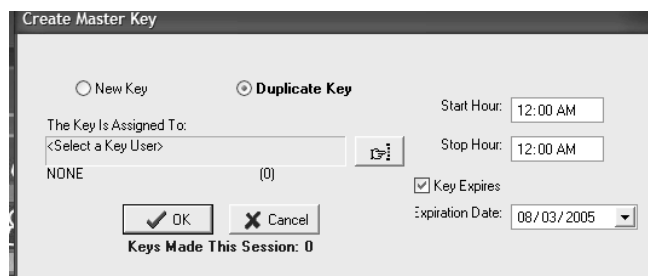 Create Master Key
New Key
Duplicate Key
The Key Is Assigned To:
<Select a Key User>
NONE (0)
OK
Cancel
Keys Made This Session: 0
Start Hour: 12:00 AM
Stop Hour: 12:00 AM
Key Expires
Expiration Date: 08/03/2005